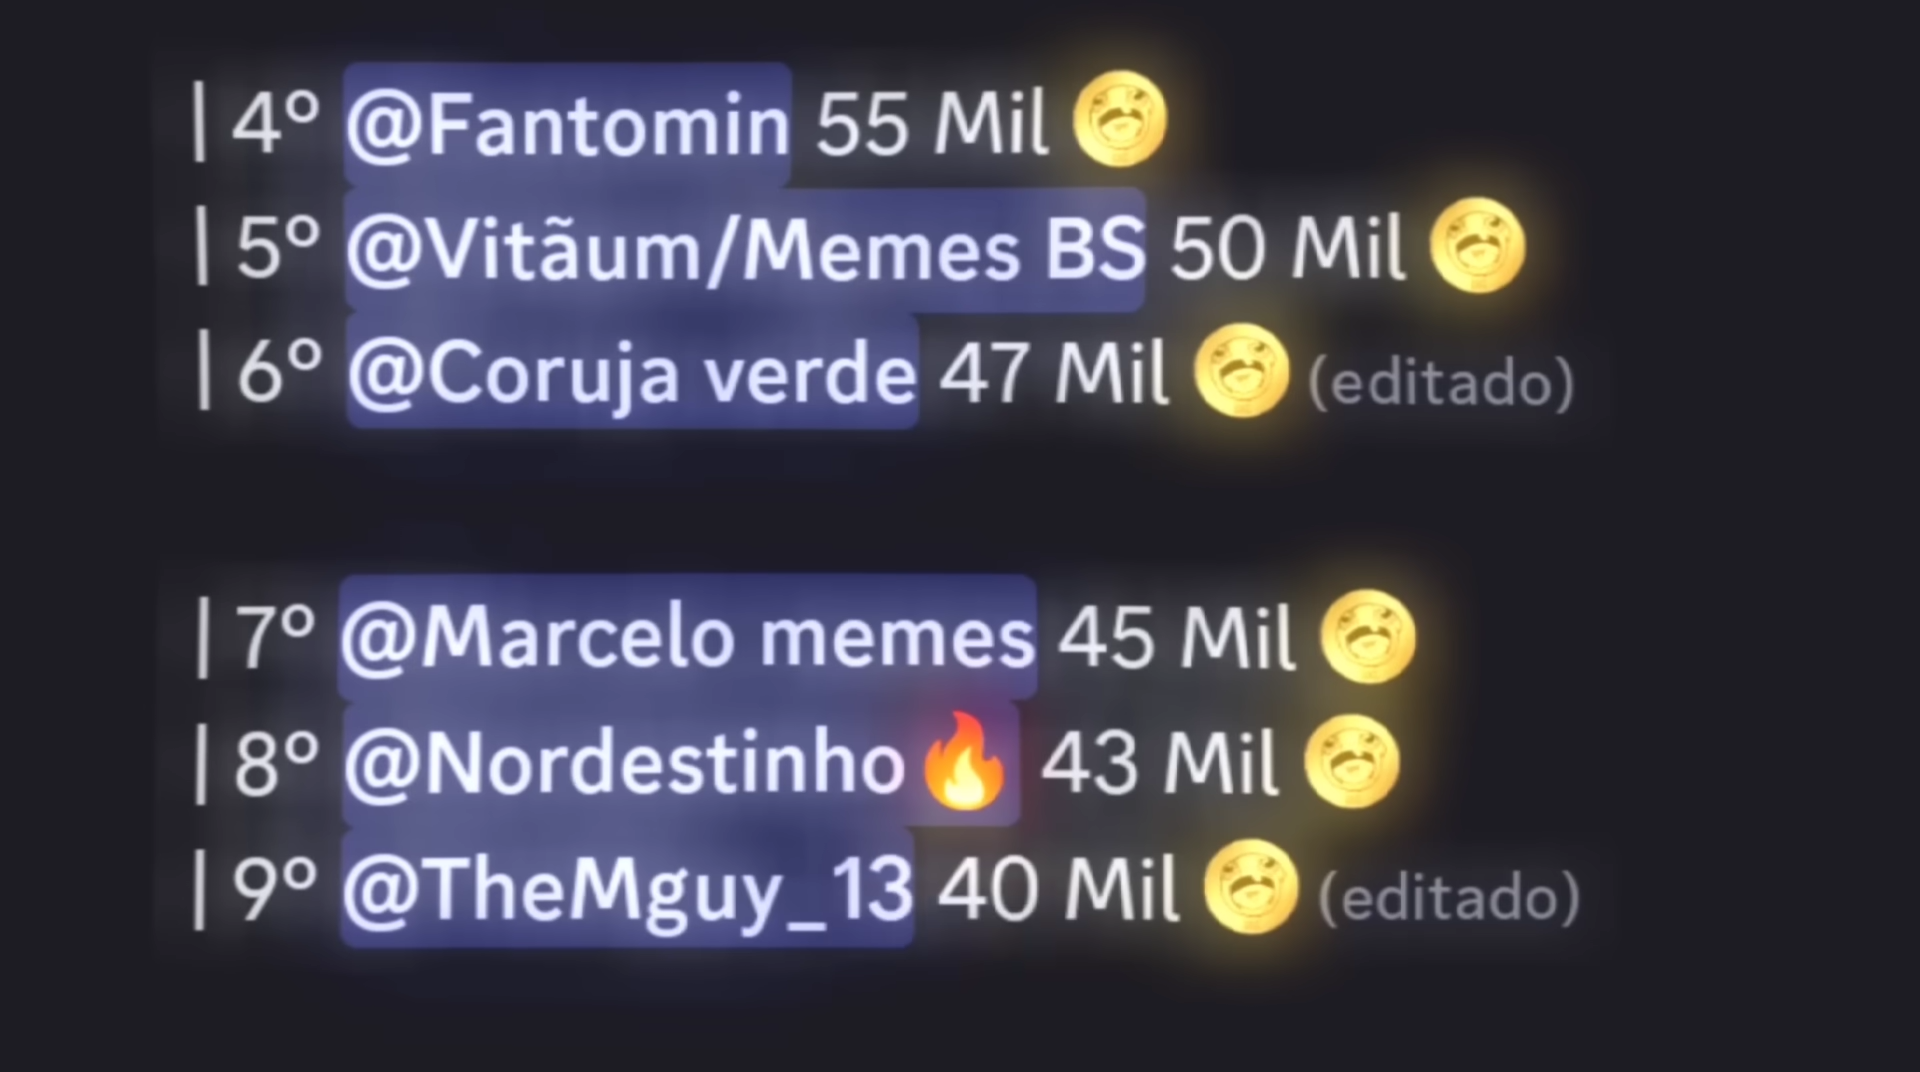 | 4º @Fantomin 55 Mil
| 5º @Vitãum/Memes BS 50 Mil
| 6º @Coruja verde 47 Mil (editado)
| 7º @Marcelo memes 45 Mil
| 8º @Nordestinho🔥 43 Mil
| 9º @TheMguy_13 40 Mil (editado)